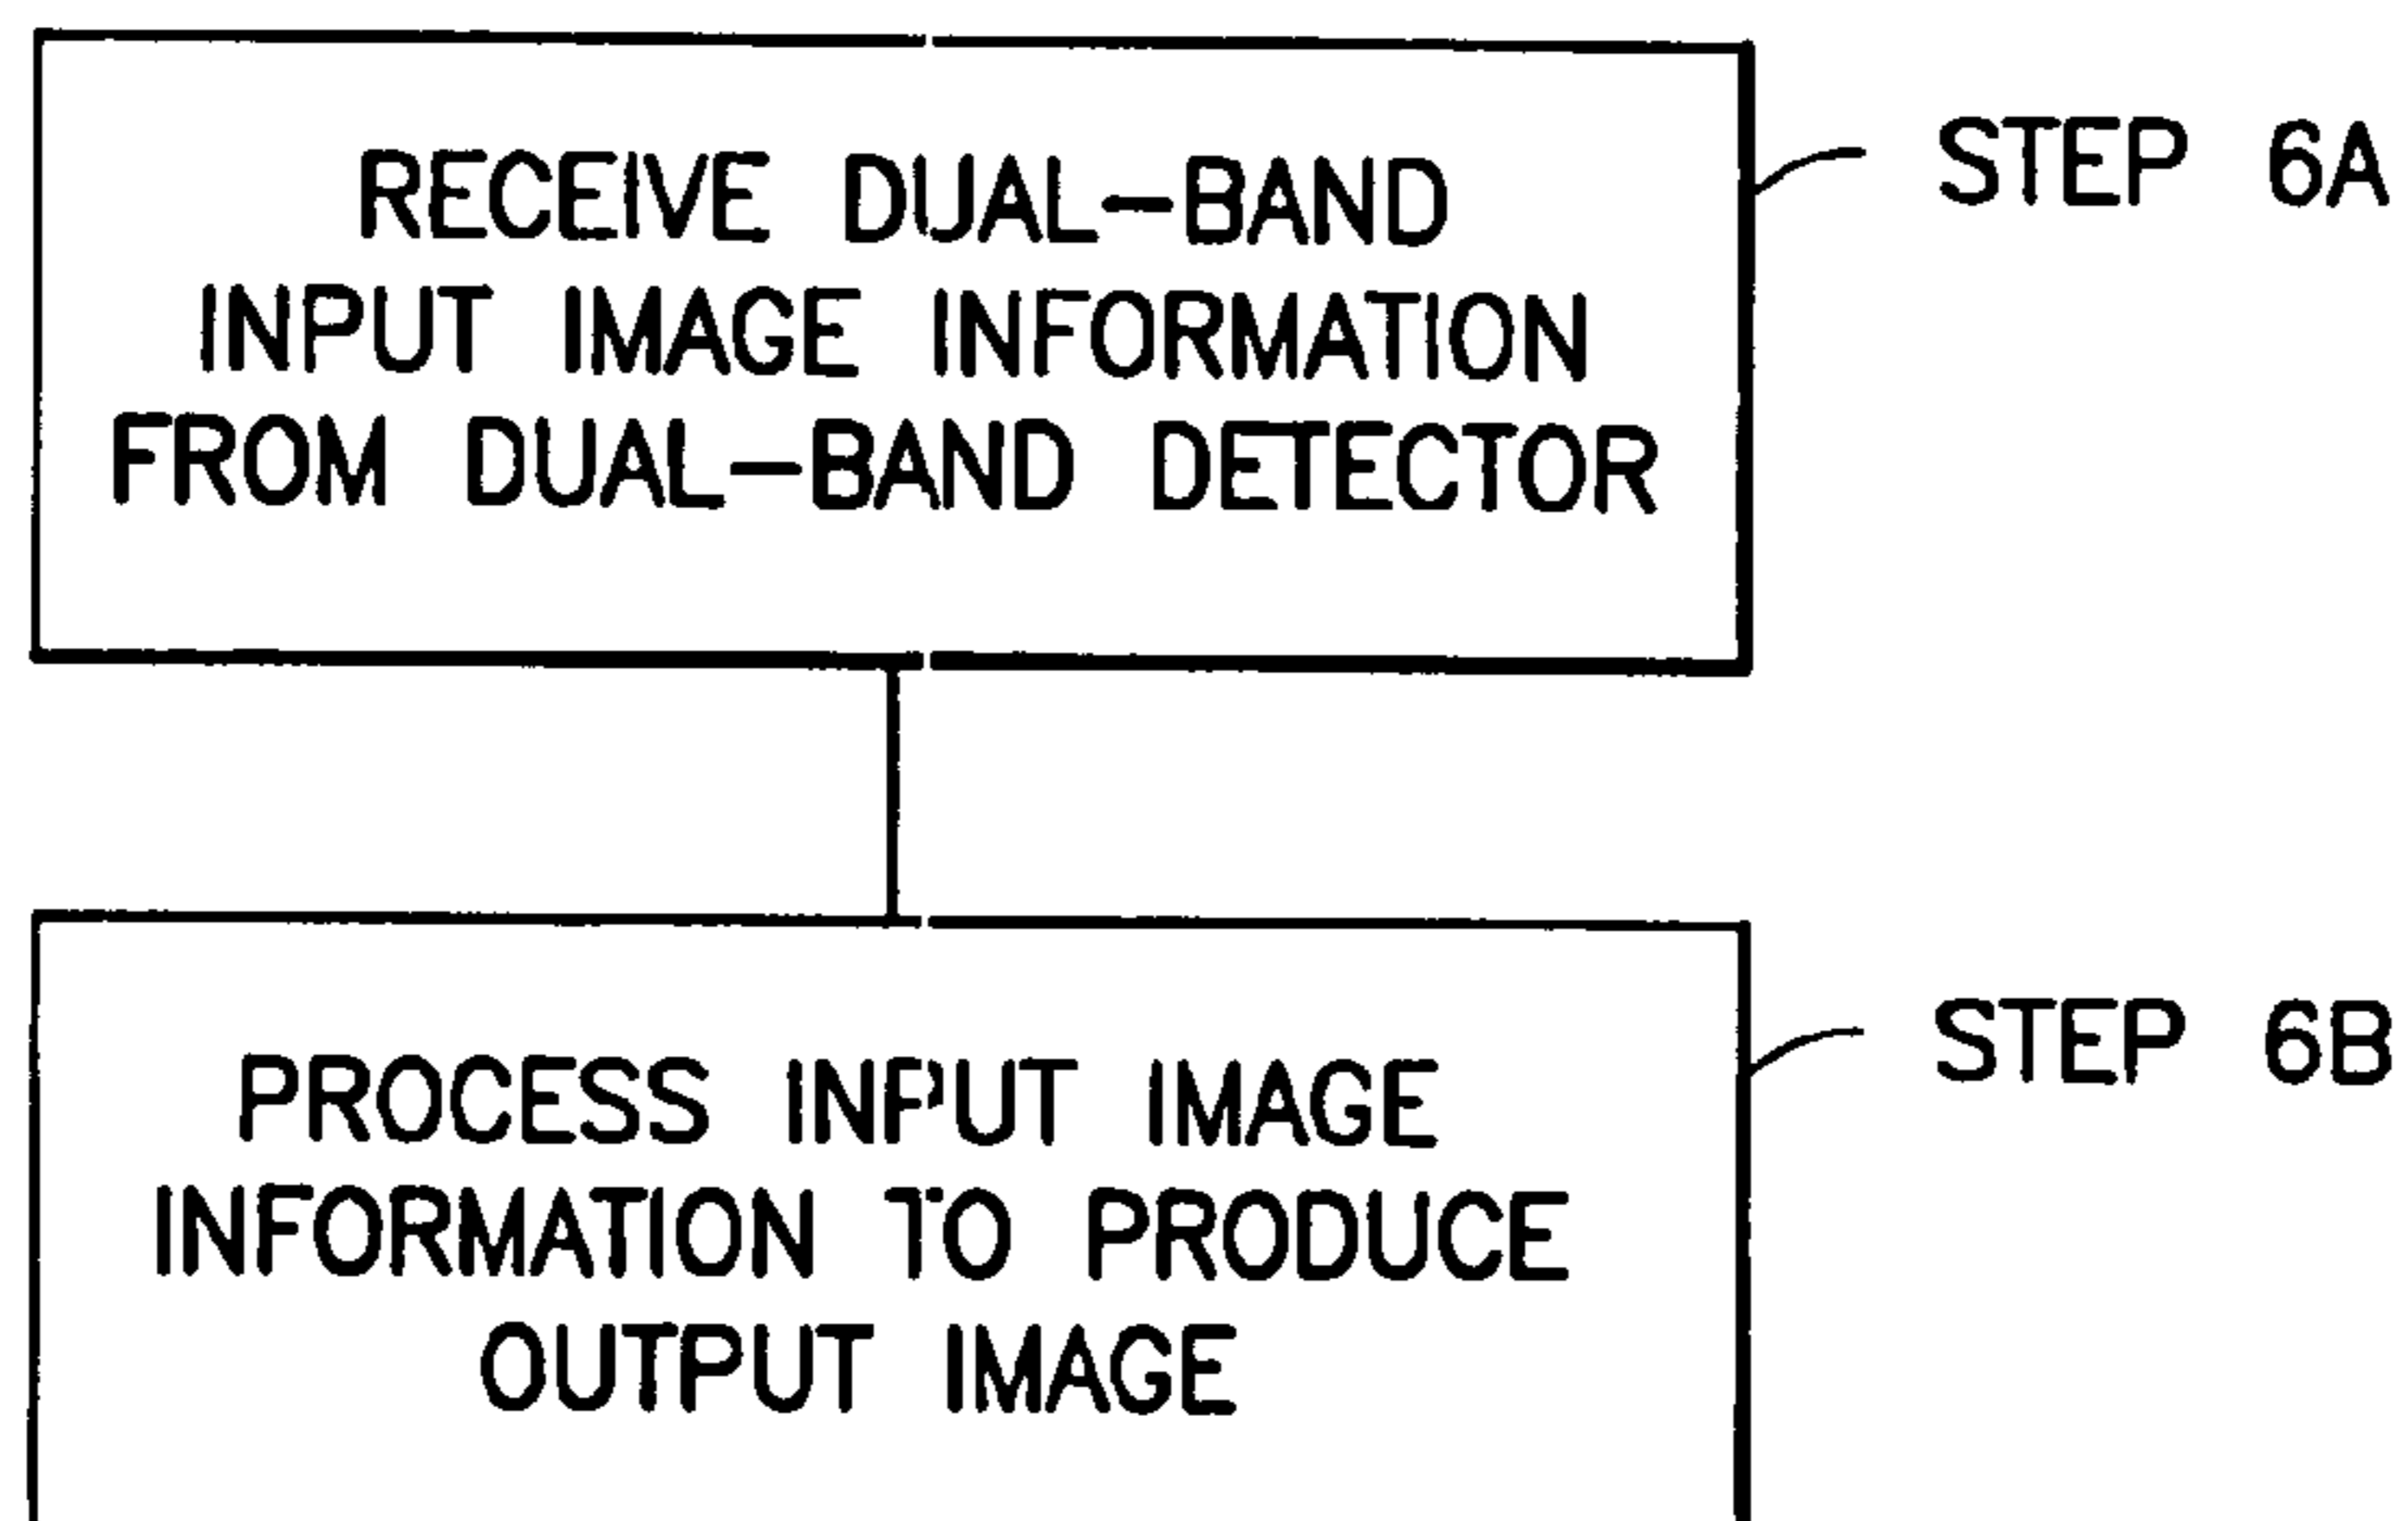 RECEIVE DUAL-BAND
INPUT IMAGE INFORMATION
FROM DUAL-BAND DETECTOR
STEP 6A
PROCESS INPUT IMAGE
INFORMATION TO PRODUCE
OUTPUT IMAGE
STEP 6B